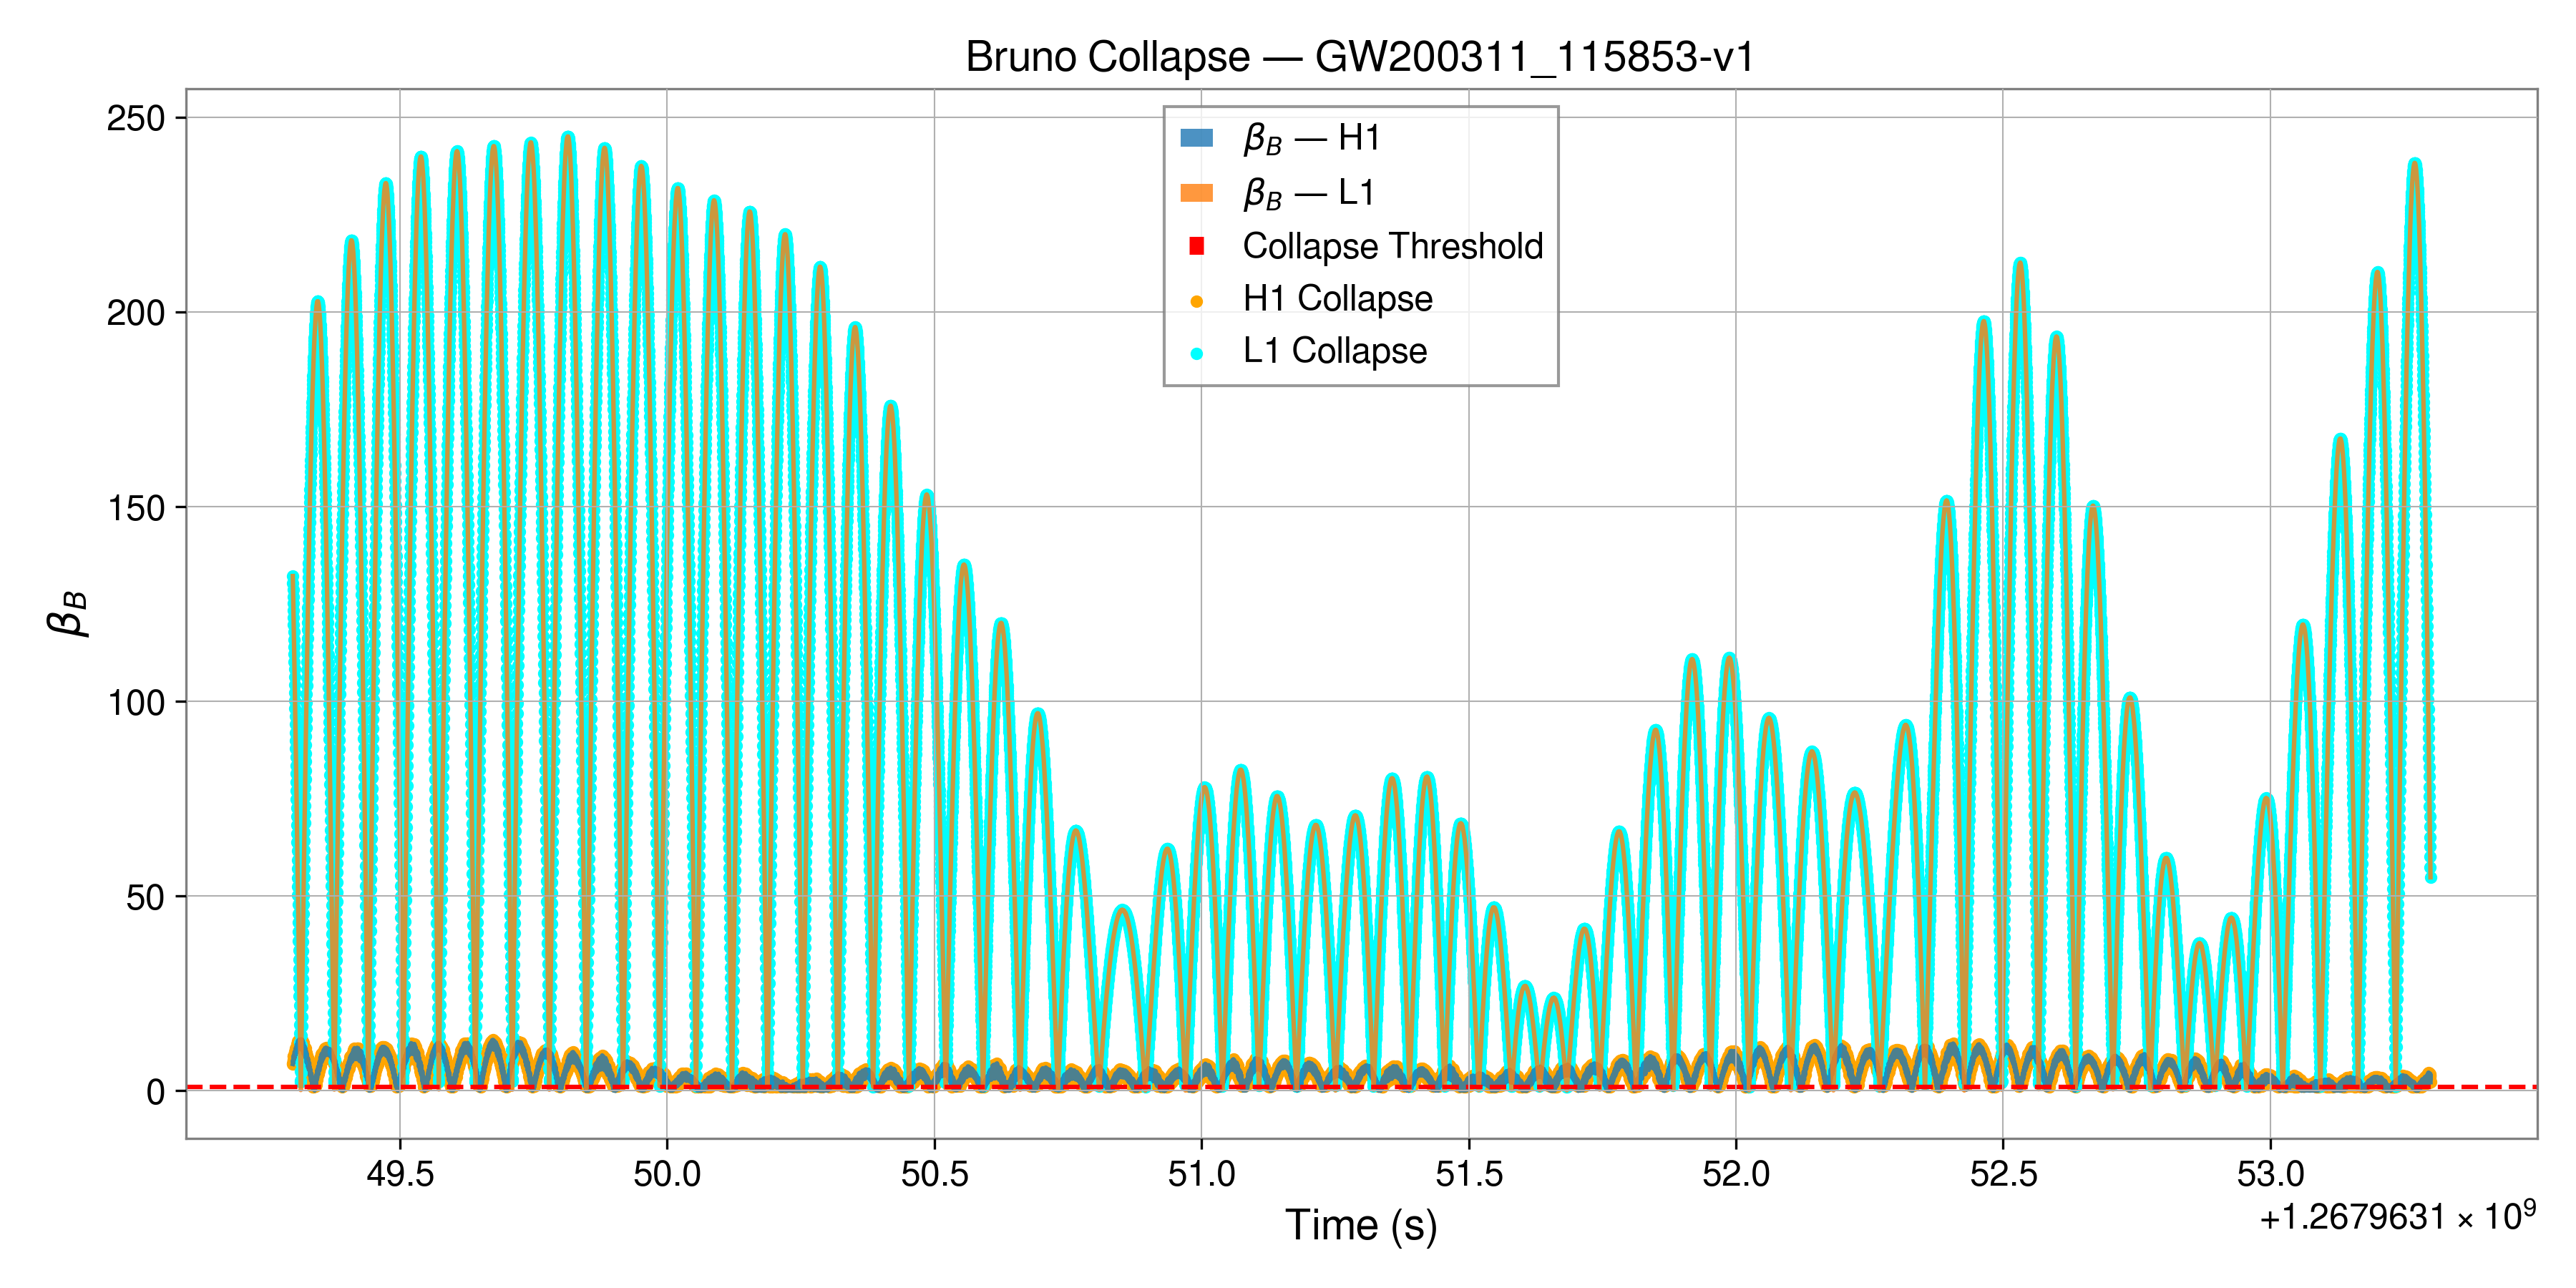 Bruno Collapse — GW200311_115853-v1
250
200
150
100
50
0
β_B
β_B — H1
β_B — L1
Collapse Threshold
H1 Collapse
L1 Collapse
49.5 50.0 50.5 51.0 51.5 52.0 52.5 53.0
Time (s)
+1.2679631 × 10⁹